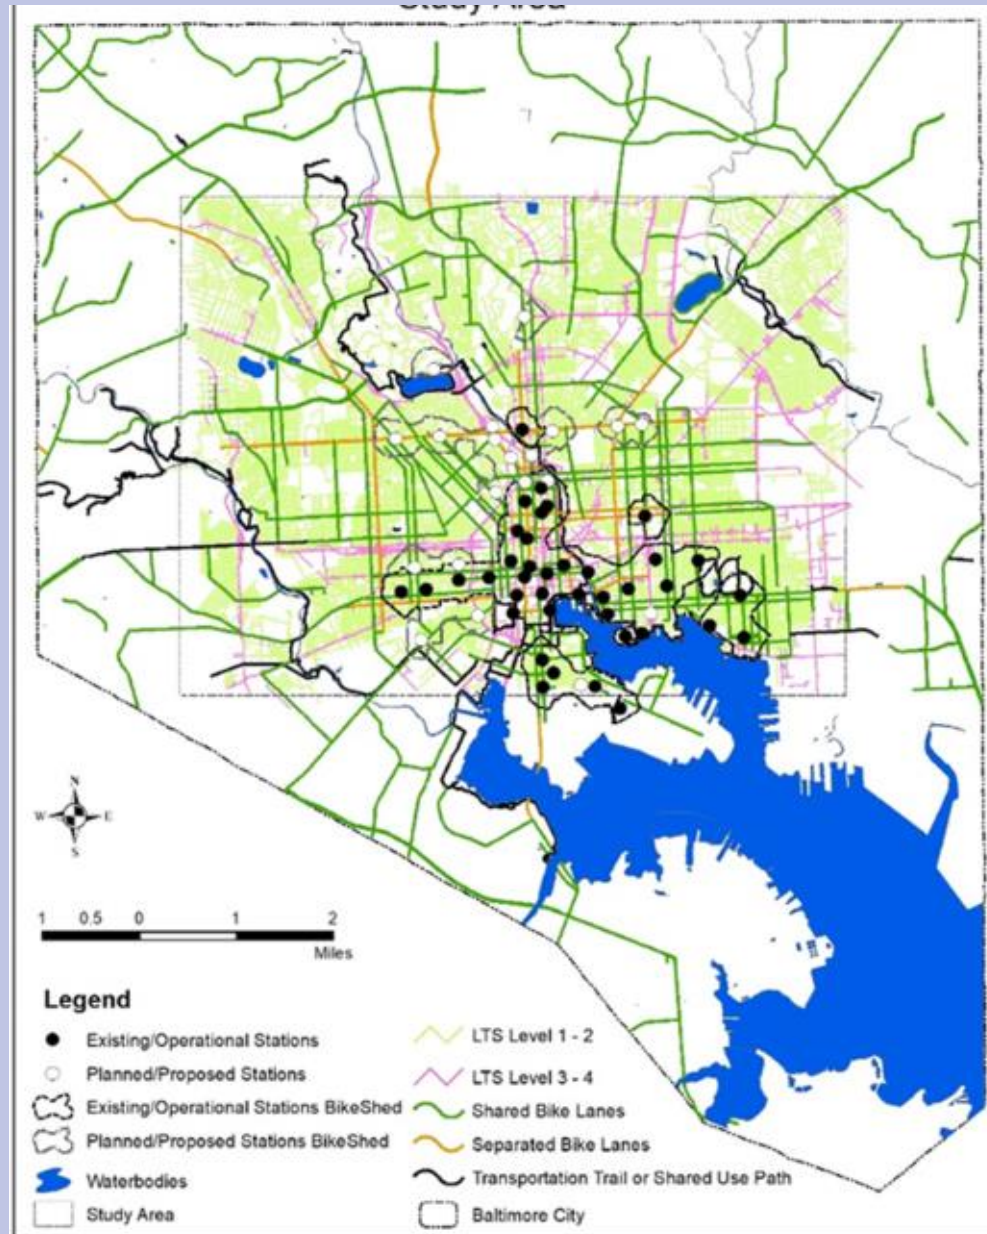 Study Area
N
W E
S
1 0.5 0 1 2
Miles
Legend
Existing/Operational Stations
Planned/Proposed Stations
Existing/Operational Stations BikeShed
Planned/Proposed Stations BikeShed
Waterbodies
Study Area
LTS Level 1 - 2
LTS Level 3 - 4
Shared Bike Lanes
Separated Bike Lanes
Transportation Trail or Shared Use Path
Baltimore City